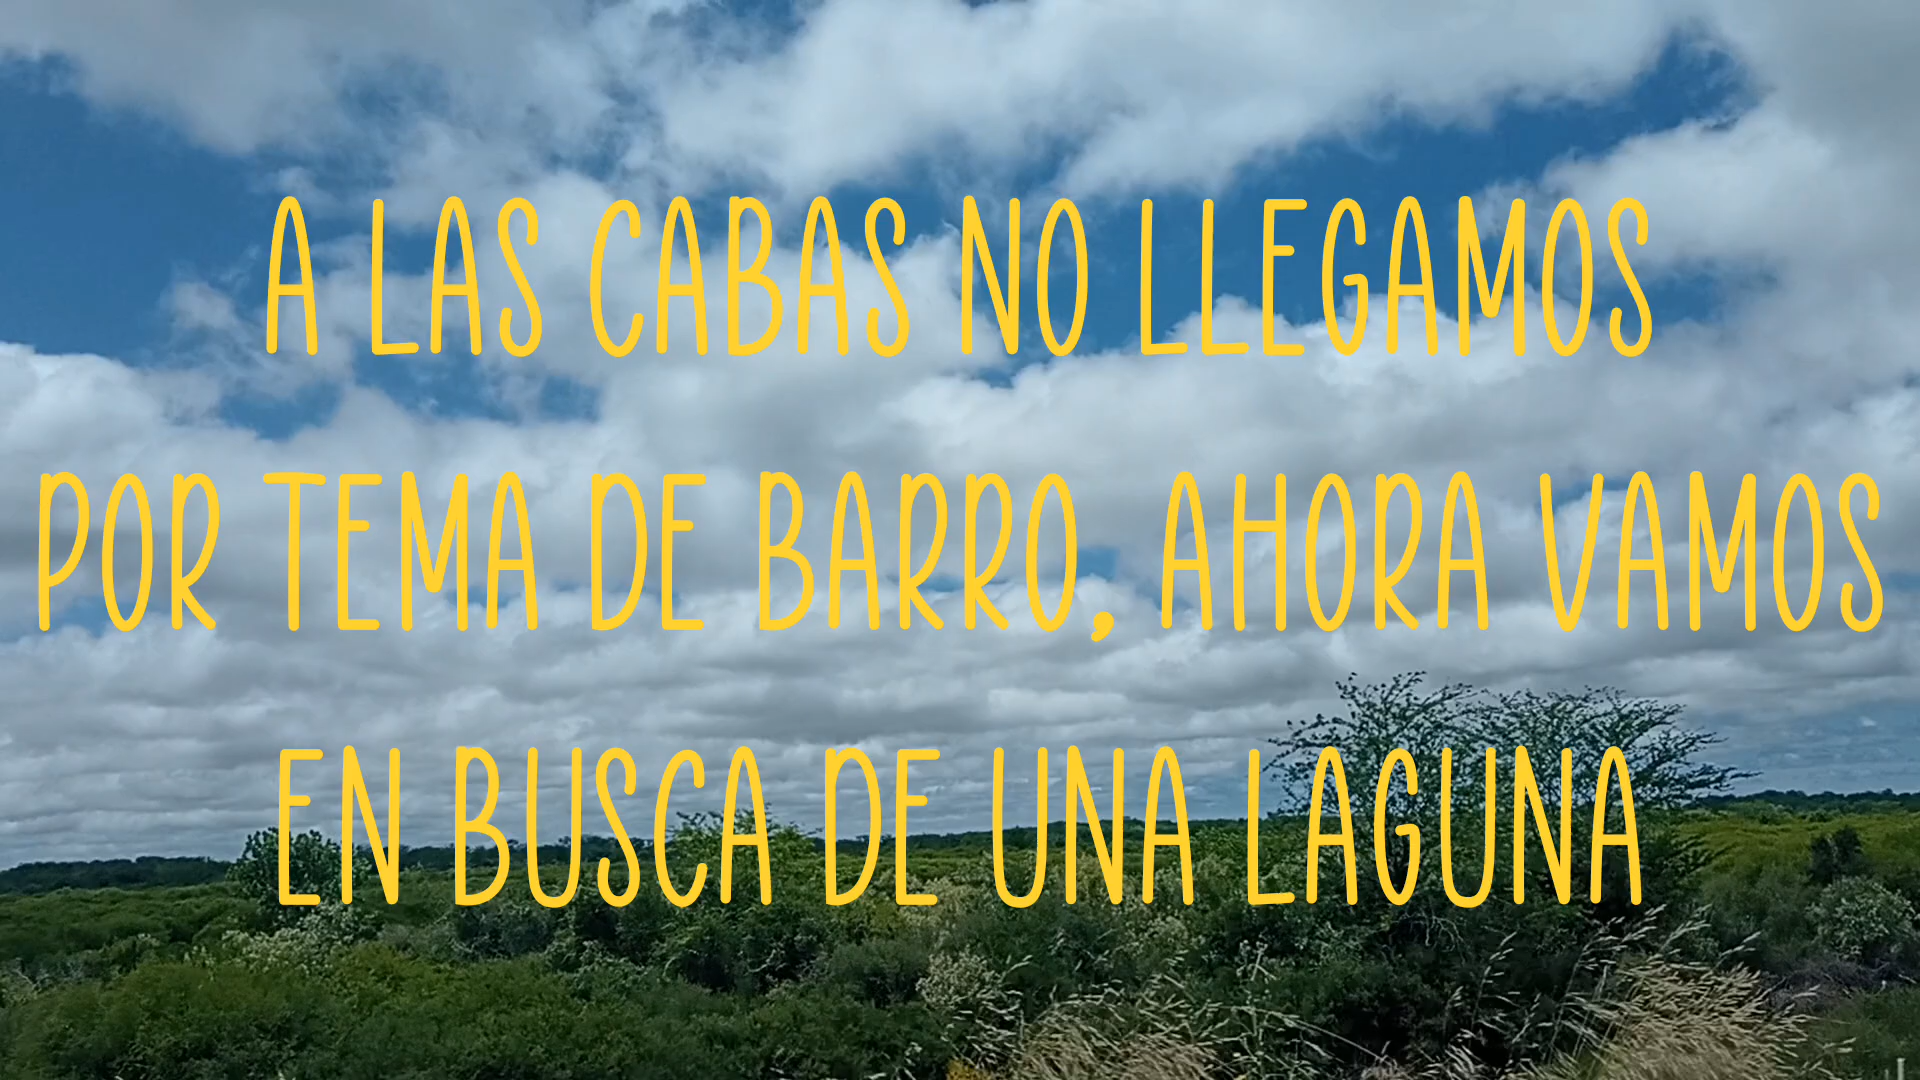 A LAS CABAS NO LLEGAMOS
POR TEMA DE BARRO, AHORA VAMOS
EN BUSCA DE UNA LAGUNA